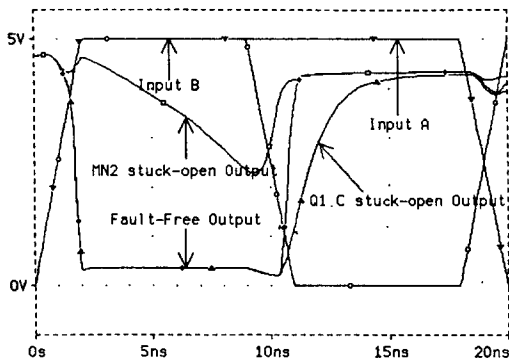 5V
Input B
Input A
MN2 stuck-open Output
Q1.C stuck-open Output
Fault-Free Output
0V
0s
5ns
10ns
15ns
20ns